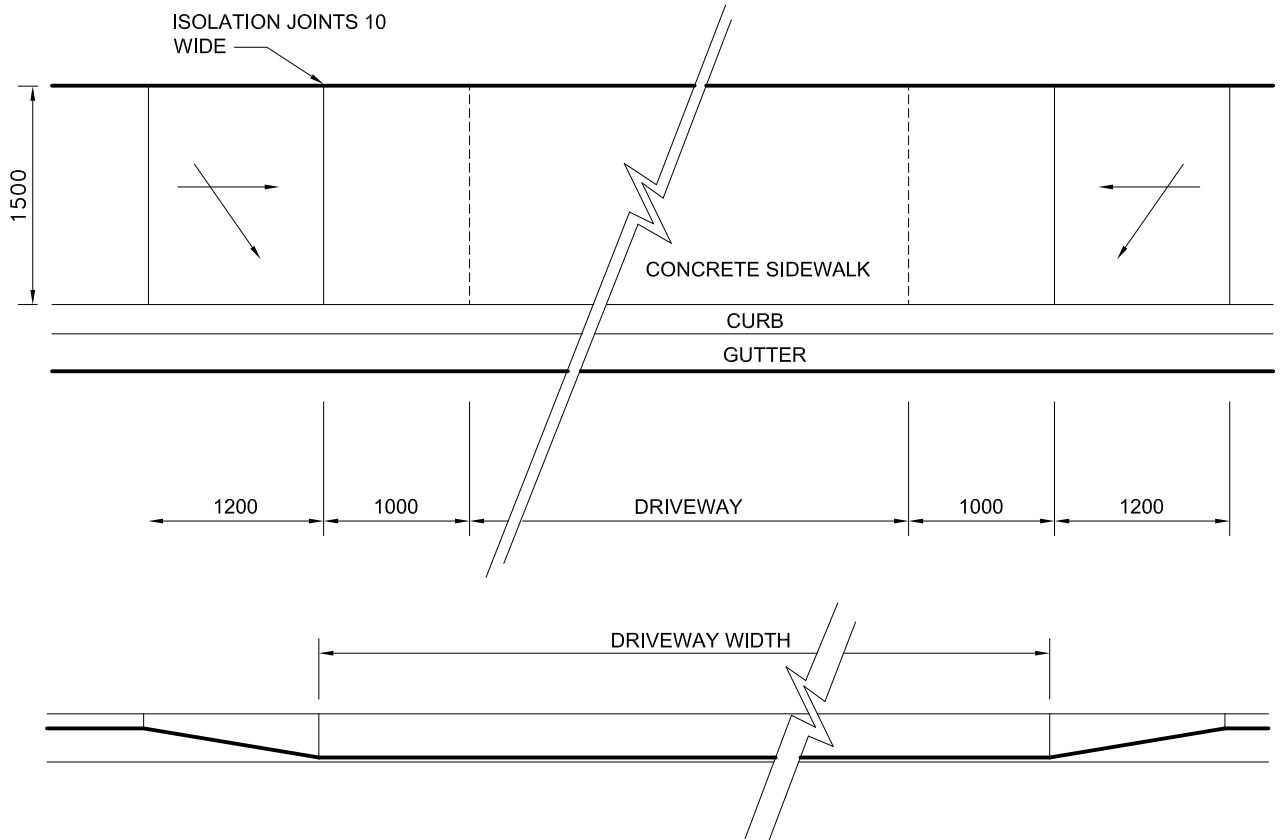 ISOLATION JOINTS 10
WIDE
1500
CONCRETE SIDEWALK
CURB
GUTTER
1200
1000
DRIVEWAY
1000
1200
DRIVEWAY WIDTH